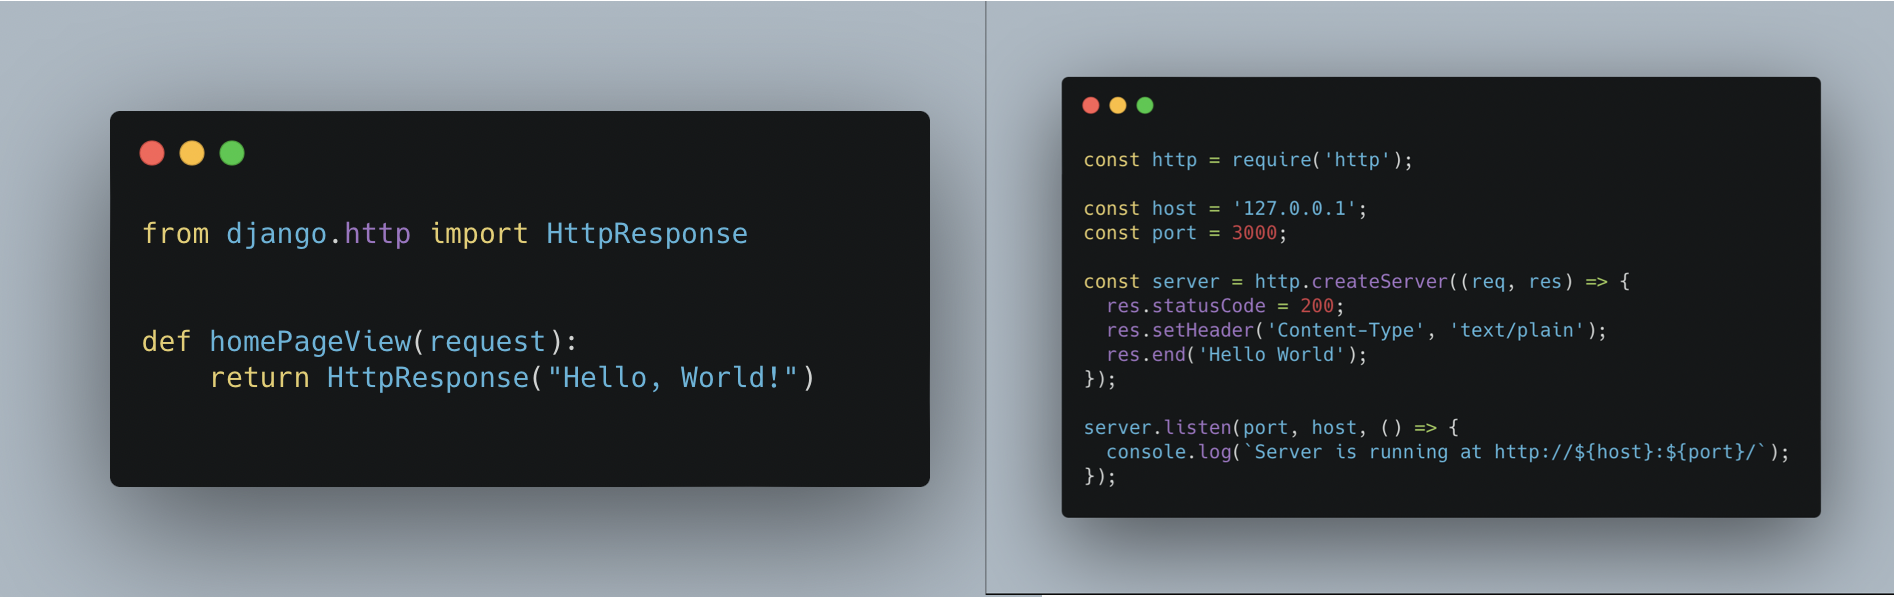 from django.http import HttpResponse
def homePageView(request):
    return HttpResponse("Hello, World!")
const http = require('http');
const host = '127.0.0.1';
const port = 3000;
const server = http.createServer((req, res) => {
  res.statusCode = 200;
  res.setHeader('Content-Type', 'text/plain');
  res.end('Hello World');
});
server.listen(port, host, () => {
  console.log(`Server is running at http://${host}:${port}/`);
});